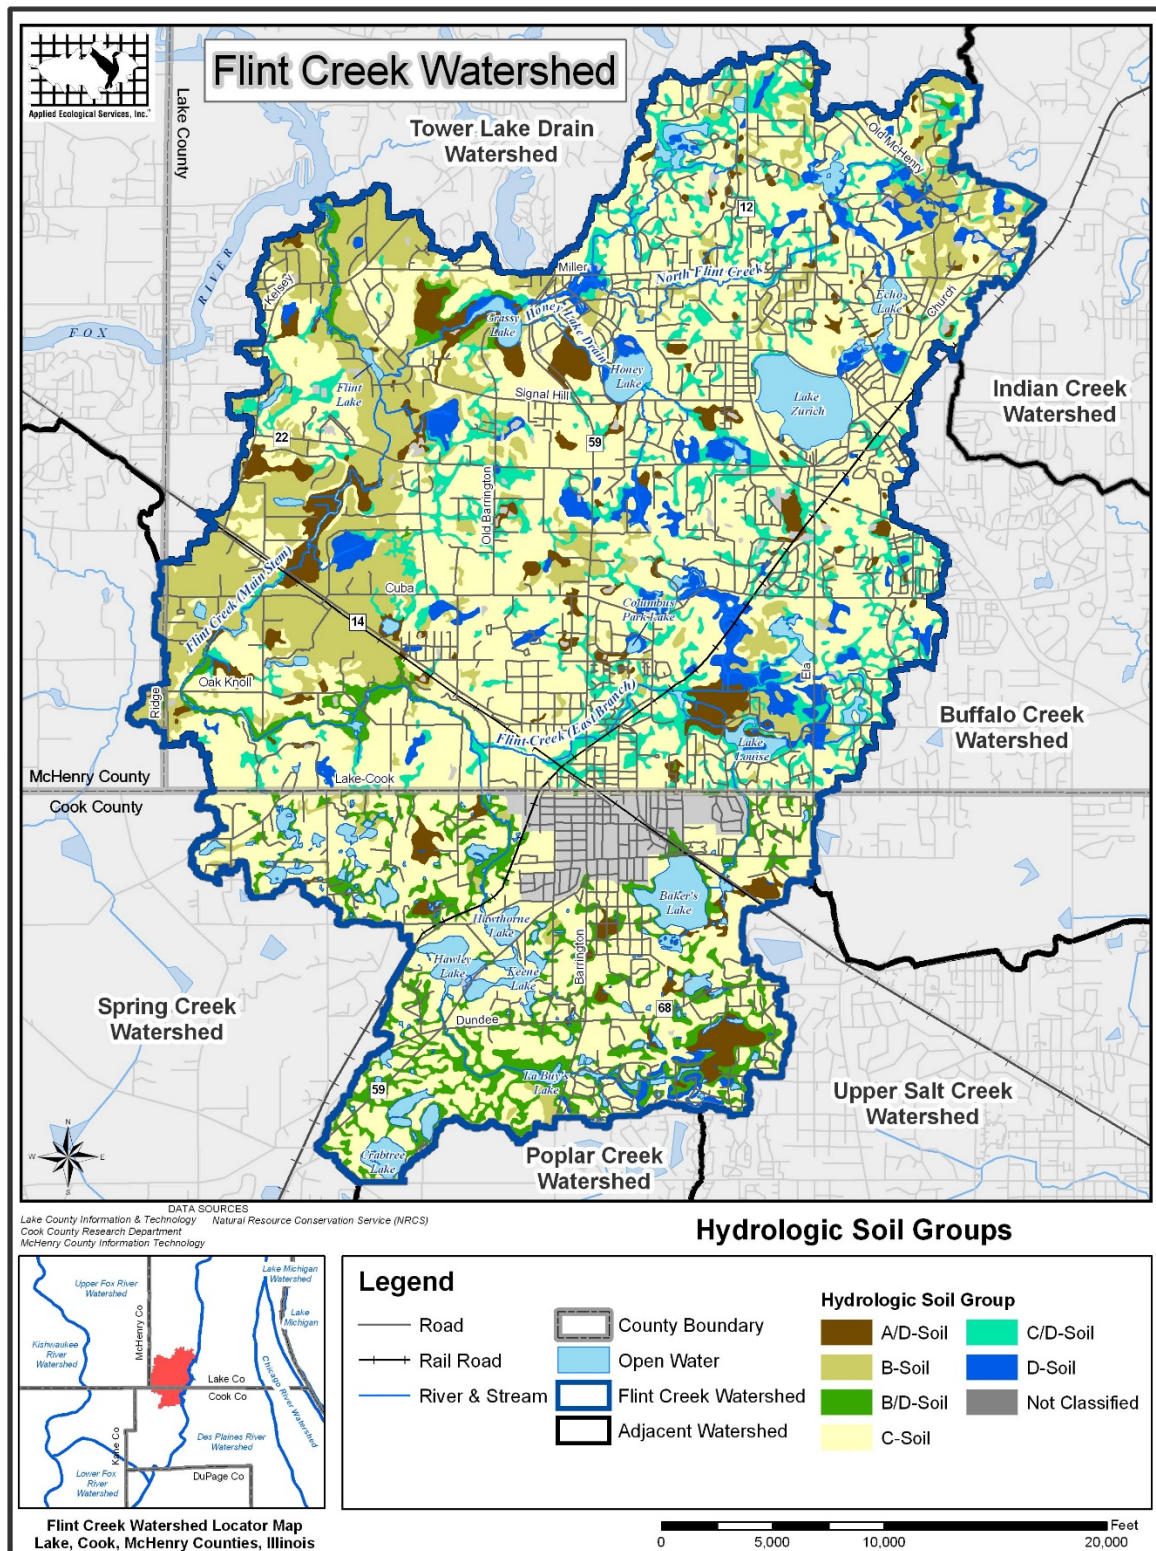 Flint Creek Watershed
Applied Ecological Services, Inc.
Lake County
Tower Lake Drain
Watershed
Old McHenry
12
Miller
North Flint Creek
Kelsey
FOX
RIVER
Grassy
Lake
Honey Lake Drain
Echo
Lake
Church
Honey
Lake
Flint
Lake
Signal Hill
Lake
Zurich
Indian Creek
Watershed
22
59
Old Barrington
Flint Creek (Main Stem)
Cuba
14
Columbus
Park Lake
Ela
Oak Knoll
Ridge
Flint Creek (East Branch)
Lake
Louise
Buffalo Creek
Watershed
McHenry County
Lake-Cook
Cook County
Baker's
Lake
Hawthorne
Lake
Barrington
Hawley
Lake
Keene
Lake
Spring Creek
Watershed
Dundee
68
59
La Buy's
Lake
Upper Salt Creek
Watershed
Crabtree
Lake
Poplar Creek
Watershed
N
W
E
S
DATA SOURCES
Lake County Information & Technology
Natural Resource Conservation Service (NRCS)
Cook County Research Department
McHenry County Information Technology
Hydrologic Soil Groups
Upper Fox River
Watershed
Lake Michigan
Watershed
McHenry Co
Lake
Michigan
Kishwaukee
River
Watershed
Lake Co
Cook Co
Chicago River Watershed
Kane Co
Des Plaines River
Watershed
Lower Fox
River
Watershed
DuPage Co
Flint Creek Watershed Locator Map
Lake, Cook, McHenry Counties, Illinois
Legend
Road
Rail Road
River & Stream
County Boundary
Open Water
Flint Creek Watershed
Adjacent Watershed
Hydrologic Soil Group
A/D-Soil
B-Soil
B/D-Soil
C-Soil
C/D-Soil
D-Soil
Not Classified
Feet
0
5,000
10,000
20,000